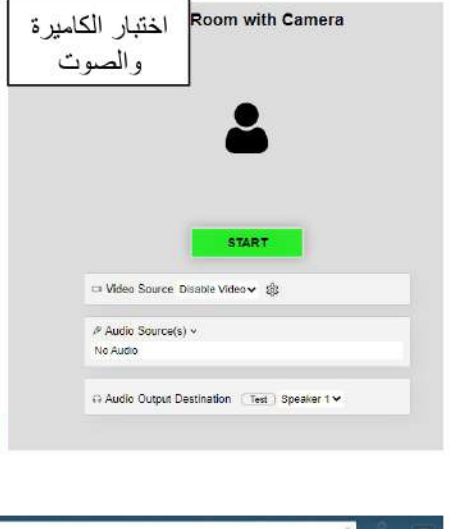 اختبار الكاميرة
والصوت
Room with Camera
START
Video Source Disable Video
Audio Source(s)
No Audio
Audio Output Destination Test Speaker 1